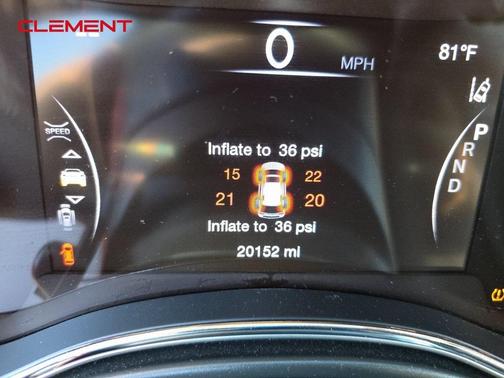 CLEMENT
0 MPH 81°F
SPEED
Inflate to 36 psi
15 22
21 20
Inflate to 36 psi
20152 mi
P
R
N
D